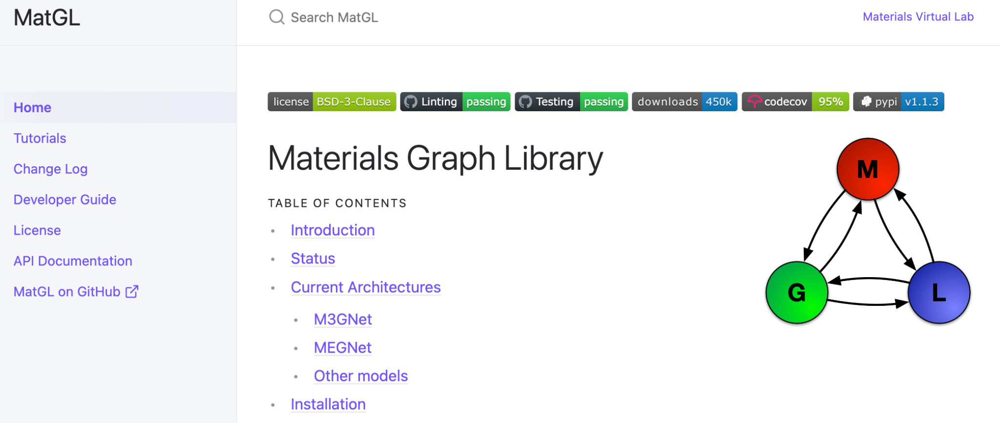 MatGL
Search MatGL
Materials Virtual Lab
Home
Tutorials
Change Log
Developer Guide
License
API Documentation
MatGL on GitHub
license BSD-3-Clause Linting passing Testing passing downloads 450k codecov 95% pypi v1.1.3
Materials Graph Library
TABLE OF CONTENTS
Introduction
Status
Current Architectures
M3GNet
MEGNet
Other models
Installation
M
G
L